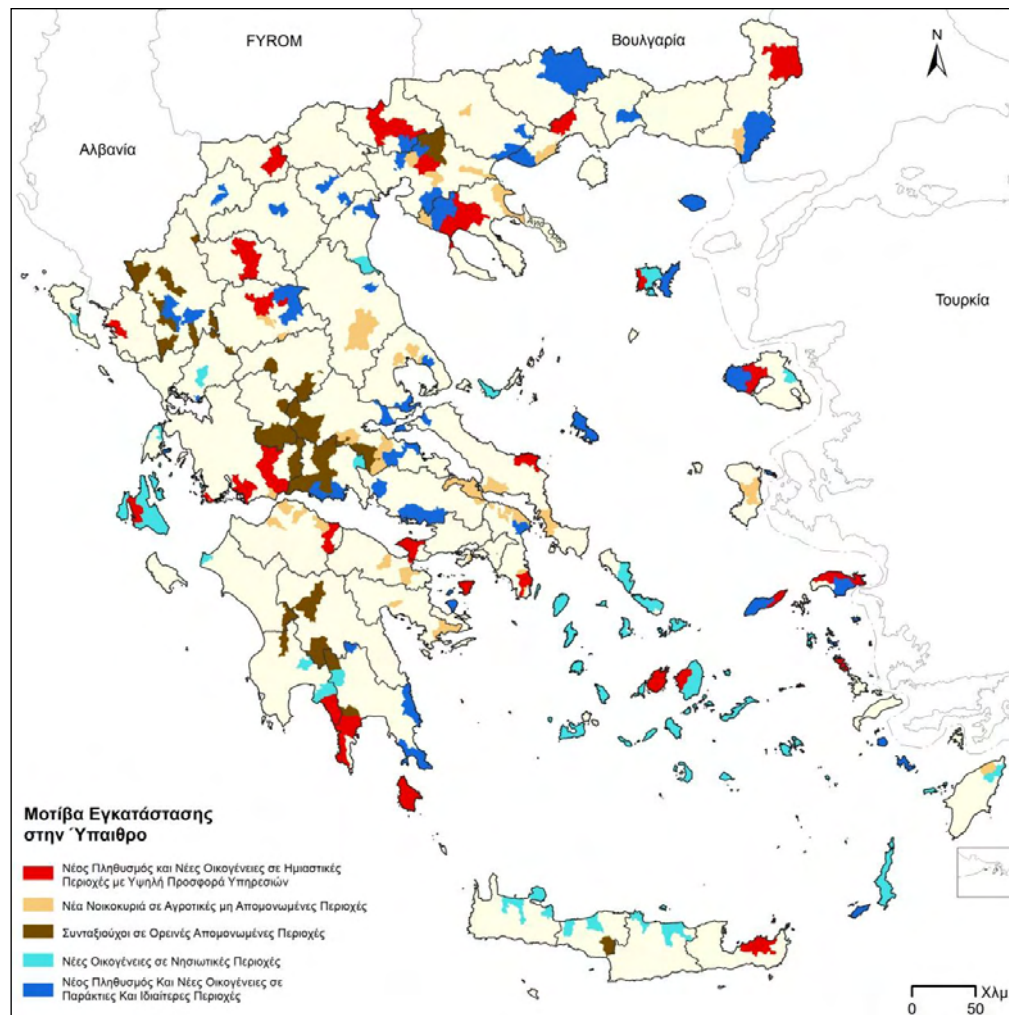 FYROM
Βουλγαρία
N
Αλβανία
Τουρκία
Μοτίβα Εγκατάστασης
στην Ύπαιθρο
Νέος Πληθυσμός και Νέες Οικογένειες σε Ημιαστικές
Περιοχές με Υψηλή Προσφορά Υπηρεσιών
Νέα Νοικοκυριά σε Αγροτικές μη Απομονωμένες Περιοχές
Συνταξιούχοι σε Ορεινές Απομονωμένες Περιοχές
Νέες Οικογένειες σε Νησιωτικές Περιοχές
Νέος Πληθυσμός Και Νέες Οικογένειες σε
Παράκτιες Και Ιδιαίτερες Περιοχές
Χλμ
0 50